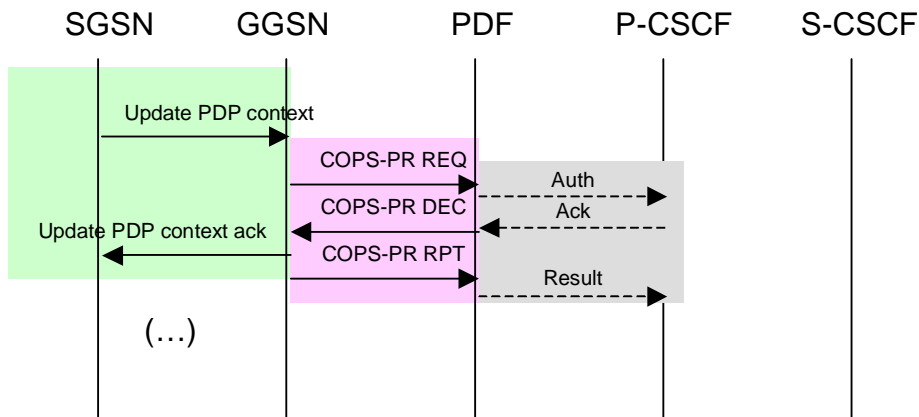 SGSN GGSN PDF P-CSCF S-CSCF
Update PDP context
COPS-PR REQ
Auth
COPS-PR DEC
Ack
Update PDP context ack
COPS-PR RPT
Result
(…)